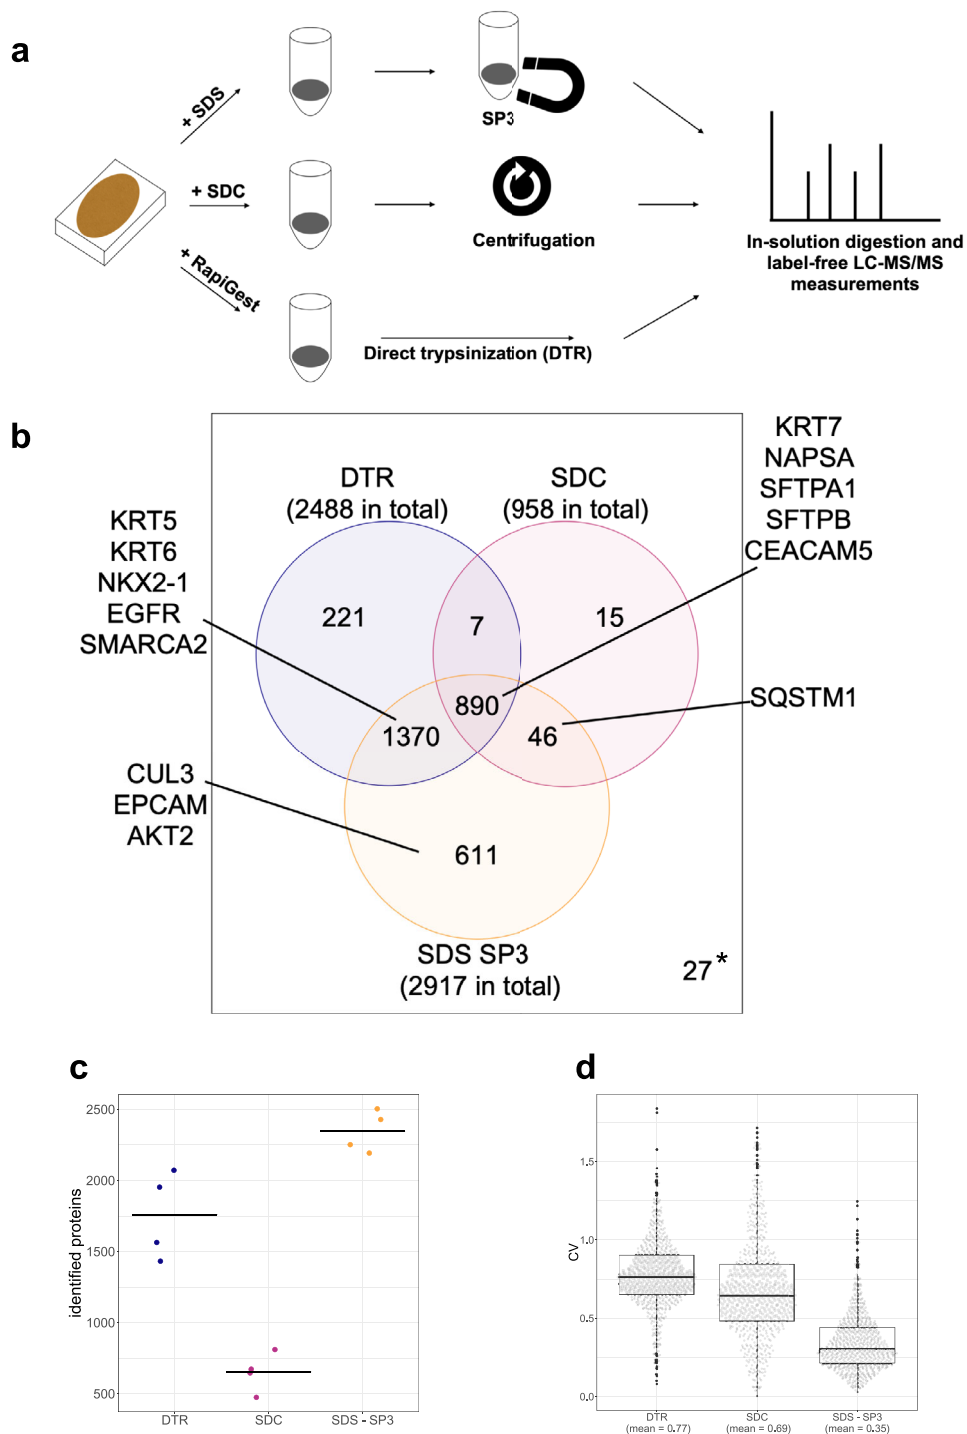 a
+ SDS
SP3
+ SDC
Centrifugation
+ RapiGest
Direct trypsinization (DTR)
In-solution digestion and
label-free LC-MS/MS
measurements
b
DTR
(2488 in total)
SDC
(958 in total)
KRT7
NAPSA
SFTPA1
SFTPB
CEACAM5
KRT5
KRT6
NKX2-1
EGFR
SMARCA2
221
7
15
890
1370
46
SQSTM1
CUL3
EPCAM
AKT2
611
SDS SP3
(2917 in total)
27*
c
identified proteins
2500
2000
1500
1000
500
DTR
SDC
SDS - SP3
d
CV
1.5
1.0
0.5
0.0
DTR
(mean = 0.77)
SDC
(mean = 0.69)
SDS - SP3
(mean = 0.35)